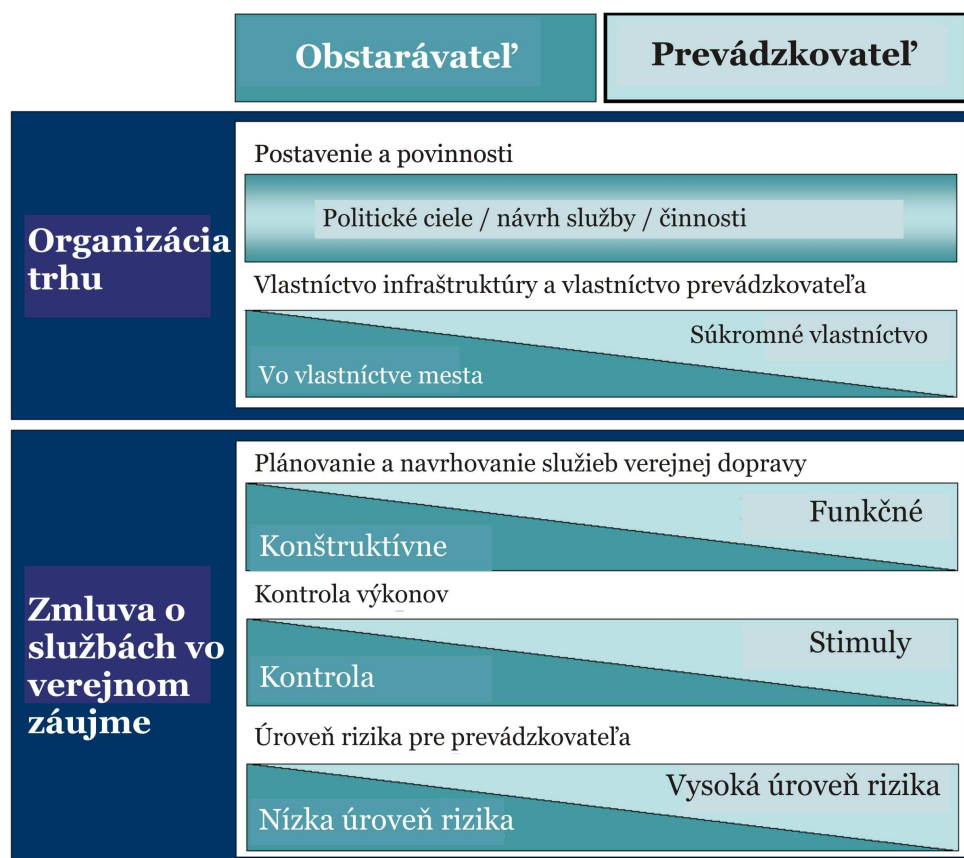 Obstarávateľ
Prevádzkovateľ
Organizácia
trhu
Postavenie a povinnosti
Politické ciele / návrh služby / činnosti
Vlastníctvo infraštruktúry a vlastníctvo prevádzkovateľa
Súkromné vlastníctvo
Vo vlastníctve mesta
Zmluva o
službách vo
verejnom
záujme
Plánovanie a navrhovanie služieb verejnej dopravy
Funkčné
Konštruktívne
Kontrola výkonov
Stimuly
Kontrola
Úroveň rizika pre prevádzkovateľa
Vysoká úroveň rizika
Nízka úroveň rizika